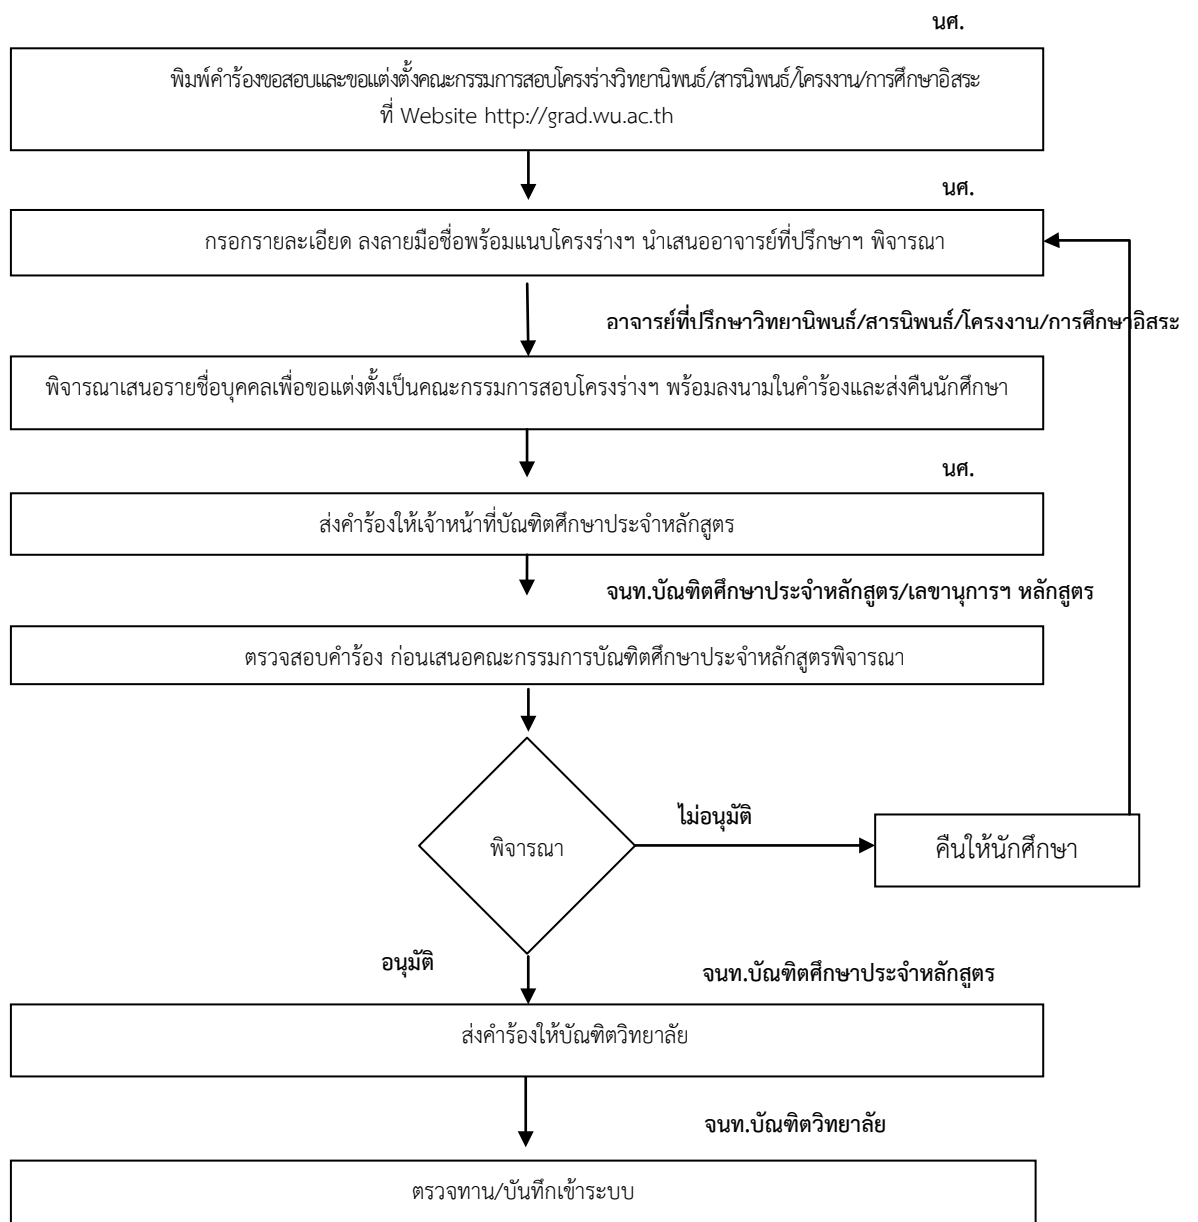 นศ.
พิมพ์คำร้องขอสอบและขอแต่งตั้งคณะกรรมการสอบโครงร่างวิทยานิพนธ์/สารนิพนธ์/โครงงาน/การศึกษาอิสระ
ที่ Website http://grad.wu.ac.th
นศ.
กรอกรายละเอียด ลงลายมือชื่อพร้อมแนบโครงร่างฯ นำเสนออาจารย์ที่ปรึกษาฯ พิจารณา
อาจารย์ที่ปรึกษาวิทยานิพนธ์/สารนิพนธ์/โครงงาน/การศึกษาอิสระ
พิจารณาเสนอรายชื่อบุคคลเพื่อขอแต่งตั้งเป็นคณะกรรมการสอบโครงร่างฯ พร้อมลงนามในคำร้องและส่งคืนนักศึกษา
นศ.
ส่งคำร้องให้เจ้าหน้าที่บัณฑิตศึกษาประจำหลักสูตร
จนท.บัณฑิตศึกษาประจำหลักสูตร/เลขานุการฯ หลักสูตร
ตรวจสอบคำร้อง ก่อนเสนอคณะกรรมการบัณฑิตศึกษาประจำหลักสูตรพิจารณา
ไม่อนุมัติ
พิจารณา
คืนให้นักศึกษา
อนุมัติ
จนท.บัณฑิตศึกษาประจำหลักสูตร
ส่งคำร้องให้บัณฑิตวิทยาลัย
จนท.บัณฑิตวิทยาลัย
ตรวจทาน/บันทึกเข้าระบบ